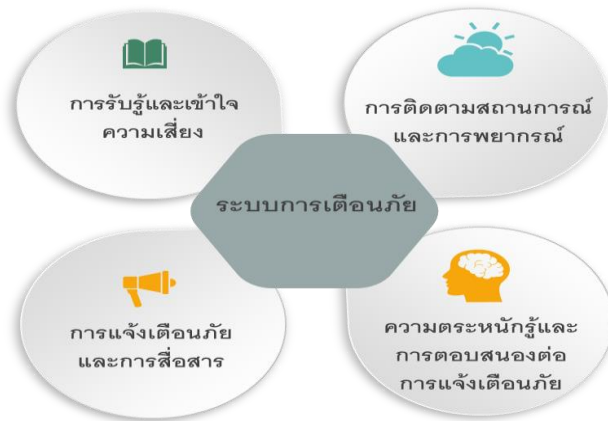 การรับรู้และเข้าใจ
ความเสี่ยง
การติดตามสถานการณ์
และการพยากรณ์
ระบบการเตือนภัย
การแจ้งเตือนภัย
และการสื่อสาร
ความตระหนักรู้และ
การตอบสนองต่อ
การแจ้งเตือนภัย